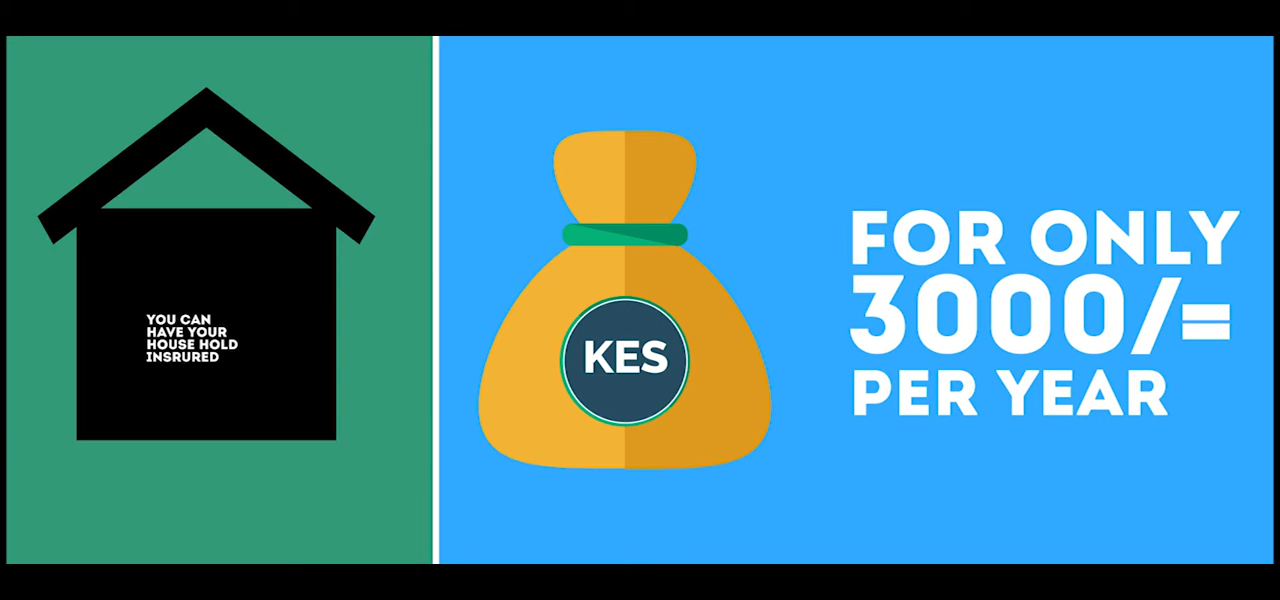 YOU CAN
HAVE YOUR
HOUSE HOLD
INSRURED
KES
FOR ONLY
3000/=
PER YEAR